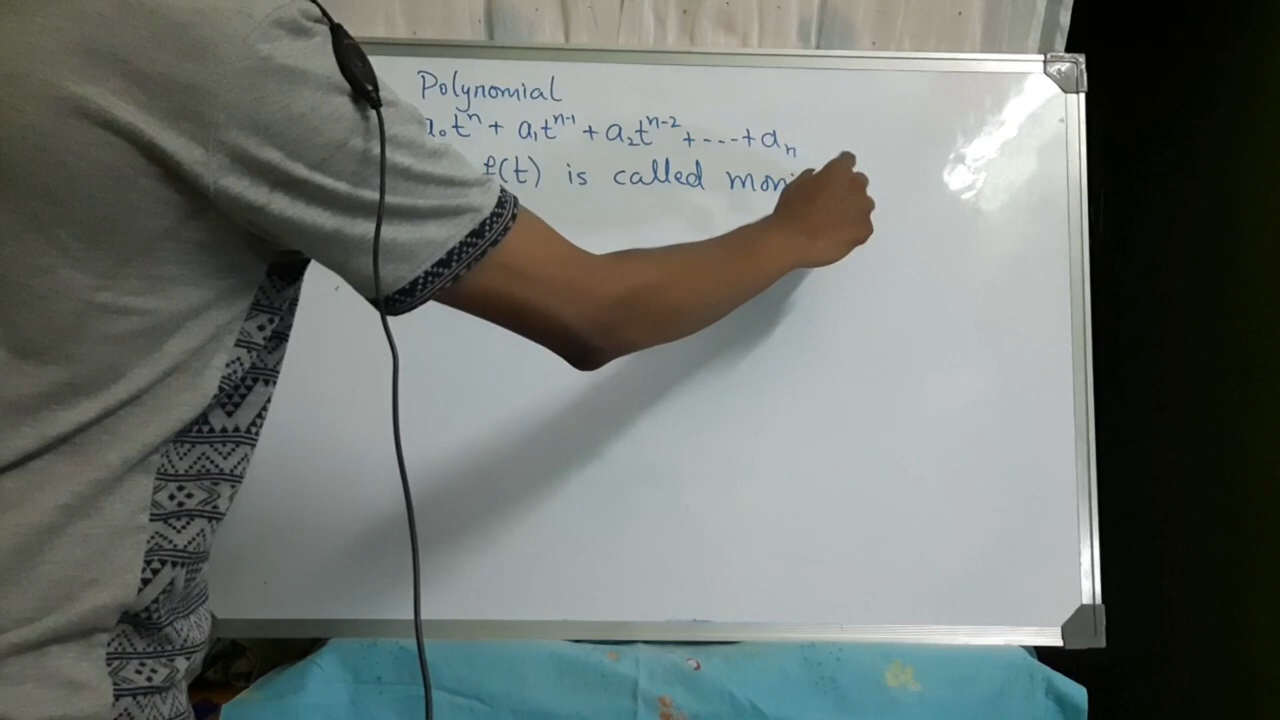 Polynomial
a₀tⁿ + a₁tⁿ⁻¹ + a₂tⁿ⁻² + ---- + aₙ
f(t) is called